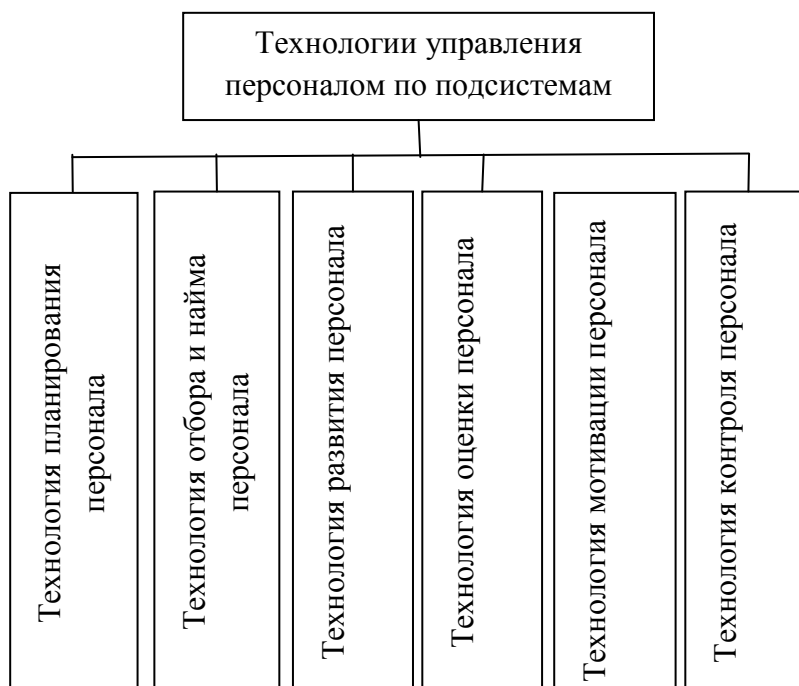 Технологии управления
персоналом по подсистемам
Технология планирования
персонала
Технология отбора и найма
персонала
Технология развития персонала
Технология оценки персонала
Технология мотивации персонала
Технология контроля персонала